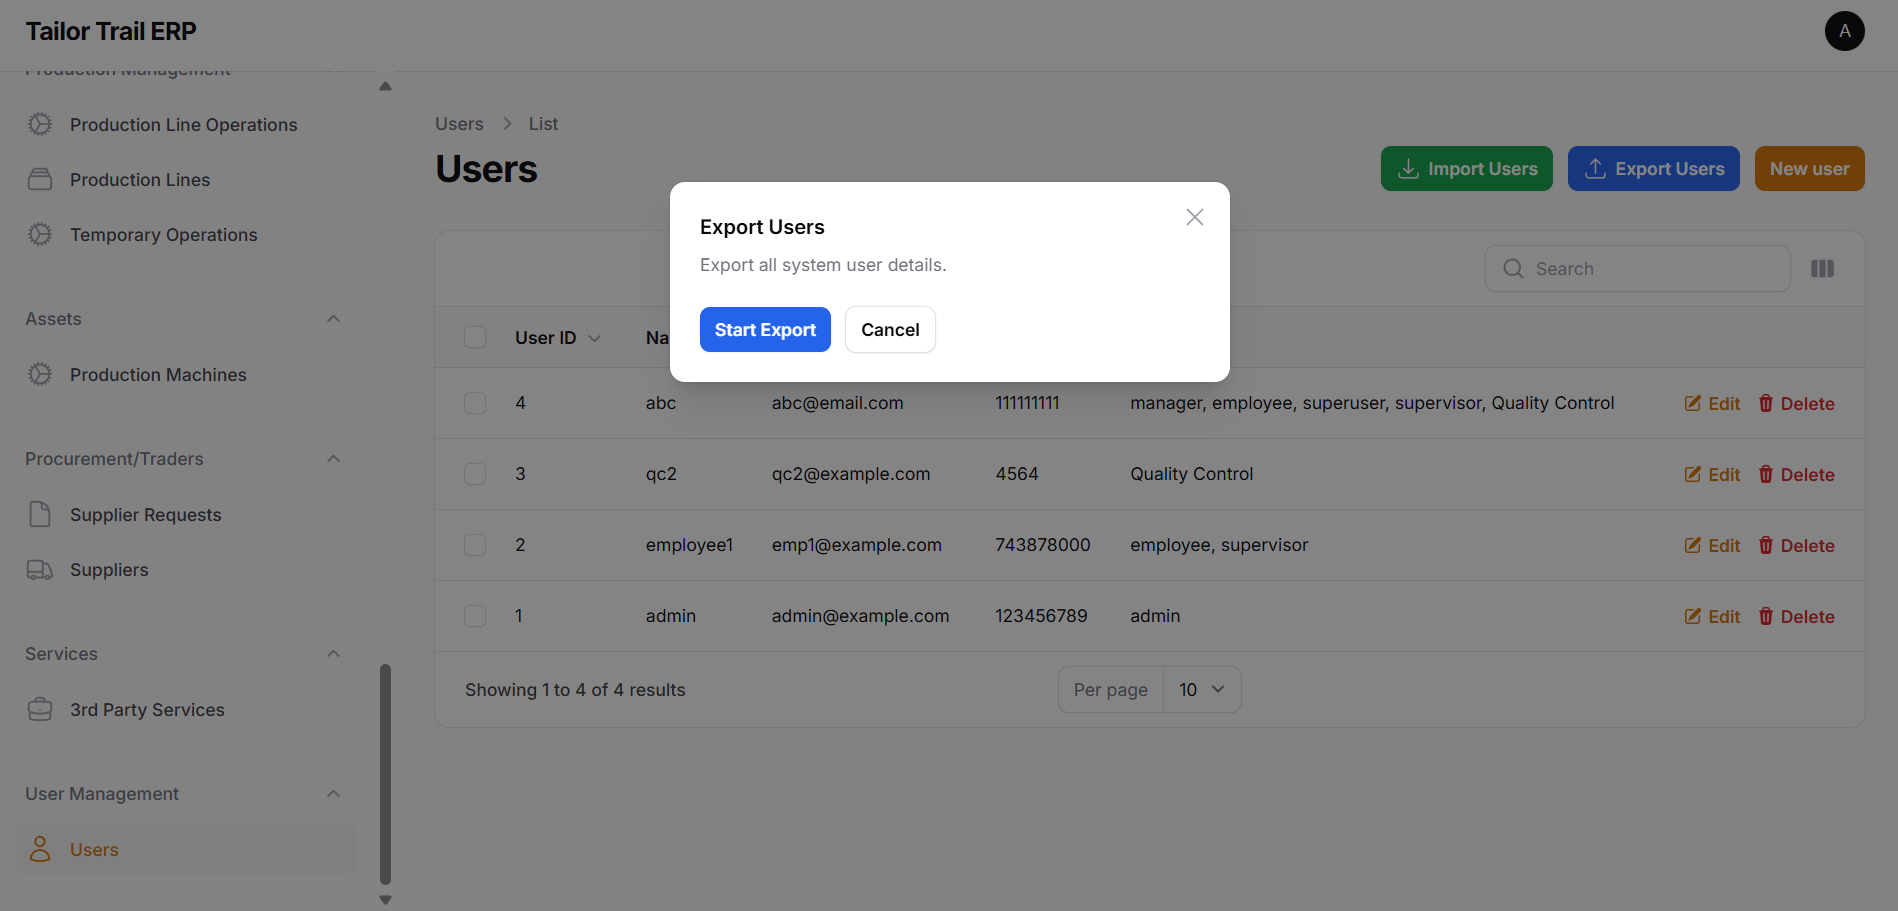 Tailor Trail ERP
A
Production Management
Production Line Operations
Production Lines
Temporary Operations
Assets
Production Machines
Procurement/Traders
Supplier Requests
Suppliers
Services
3rd Party Services
User Management
Users
Users > List
Users
Import Users
Export Users
New user
Export Users
Export all system user details.
Start Export
Cancel
Search
User ID
4 abc abc@email.com 111111111 manager, employee, superuser, supervisor, Quality Control Edit Delete
3 qc2 qc2@example.com 4564 Quality Control Edit Delete
2 employee1 emp1@example.com 743878000 employee, supervisor Edit Delete
1 admin admin@example.com 123456789 admin Edit Delete
Showing 1 to 4 of 4 results
Per page 10